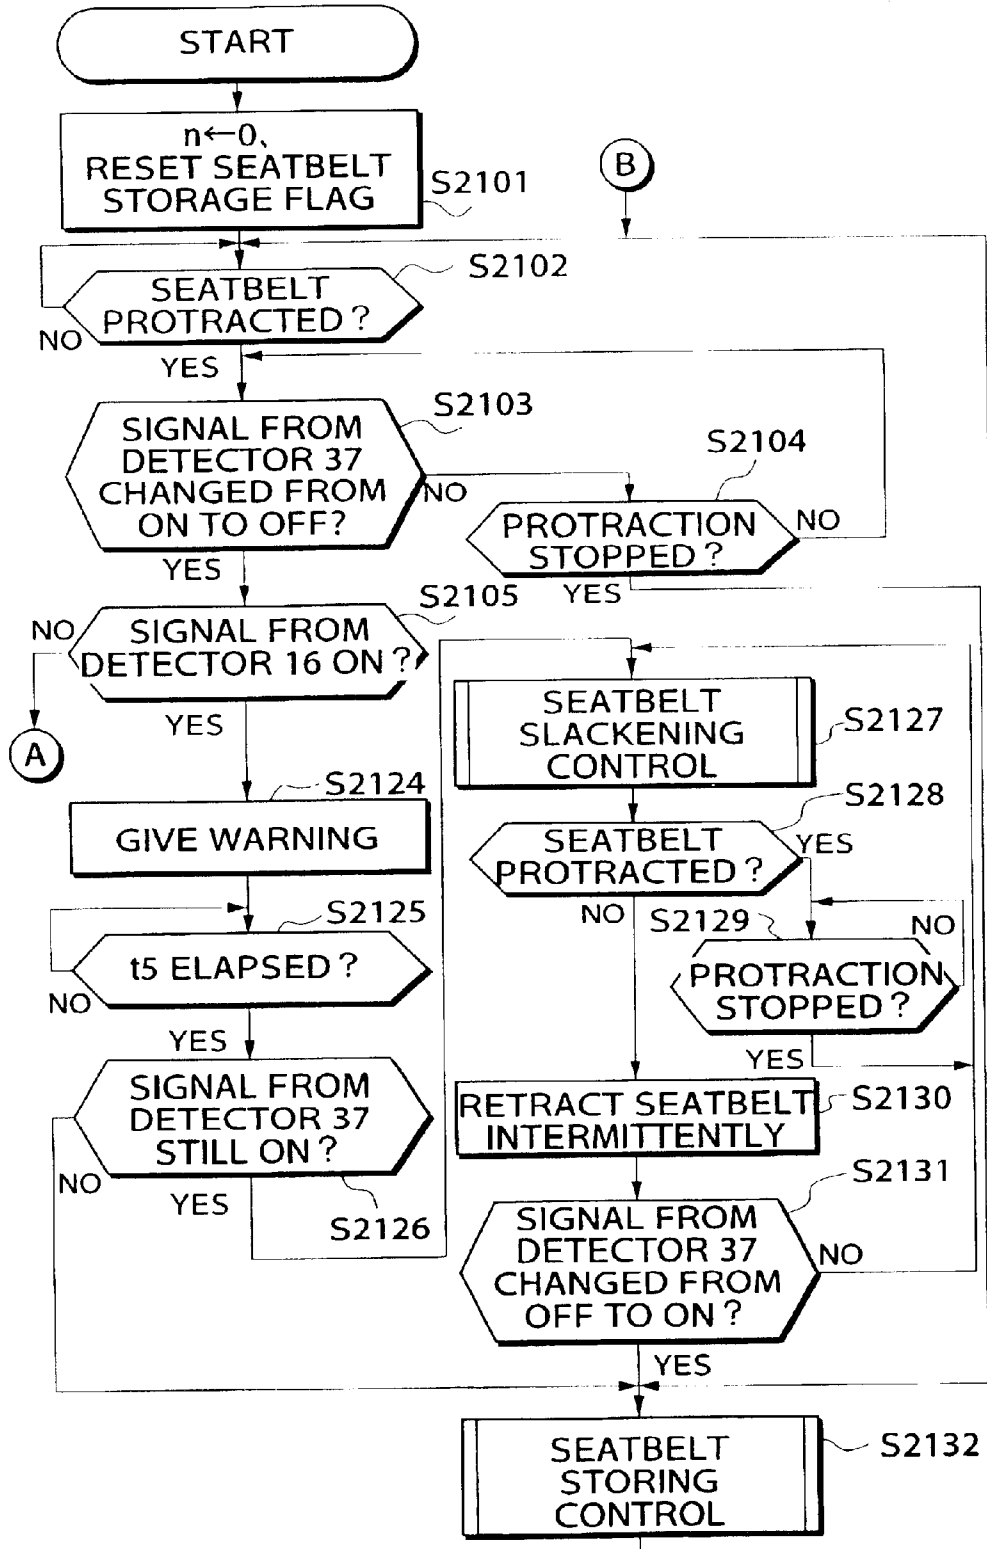 START
n←0,
RESET SEATBELT
STORAGE FLAG
S2101
B
S2102
SEATBELT
PROTRACTED?
NO
YES
S2103
SIGNAL FROM
DETECTOR 37
CHANGED FROM
ON TO OFF?
NO
YES
S2104
PROTRACTION
STOPPED?
NO
YES
S2105
SIGNAL FROM
DETECTOR 16 ON?
NO
YES
A
S2124
GIVE WARNING
S2125
t5 ELAPSED?
NO
YES
SIGNAL FROM
DETECTOR 37
STILL ON?
NO
YES
S2126
SEATBELT
SLACKENING
CONTROL
S2127
S2128
SEATBELT
PROTRACTED?
YES
NO
S2129
NO
PROTRACTION
STOPPED?
YES
RETRACT SEATBELT
INTERMITTENTLY
S2130
S2131
SIGNAL FROM
DETECTOR 37
CHANGED FROM
OFF TO ON?
NO
YES
SEATBELT
STORING
CONTROL
S2132